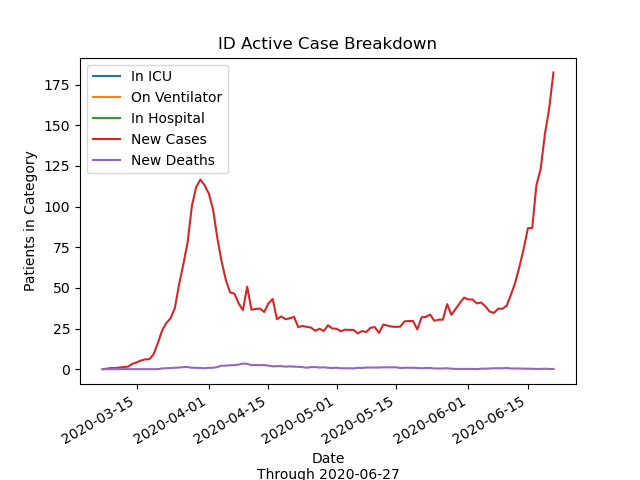 ID Active Case Breakdown
In ICU
On Ventilator
In Hospital
New Cases
New Deaths
Patients in Category
175
150
125
100
75
50
25
0
2020-03-15
2020-04-01
2020-04-15
2020-05-01
2020-05-15
2020-06-01
2020-06-15
Date
Through 2020-06-27